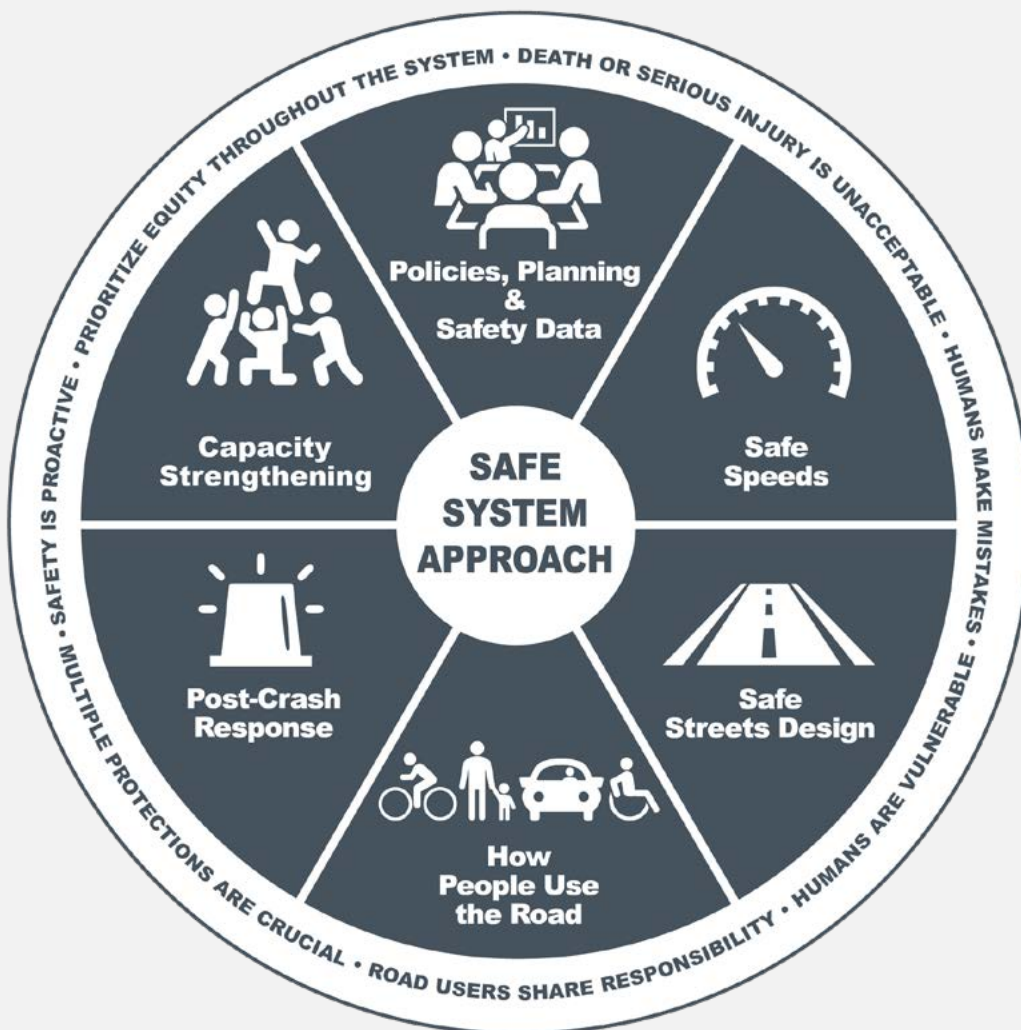 PRIORITIZE EQUITY THROUGHOUT THE SYSTEM • DEATH OR SERIOUS INJURY IS UNACCEPTABLE • HUMANS MAKE MISTAKES • HUMANS ARE VULNERABLE • ROAD USERS SHARE RESPONSIBILITY • MULTIPLE PROTECTIONS ARE CRUCIAL • SAFETY IS PROACTIVE •
Policies, Planning
&
Safety Data
Safe
Speeds
Safe
Streets Design
How
People Use
the Road
Post-Crash
Response
Capacity
Strengthening
SAFE
SYSTEM
APPROACH